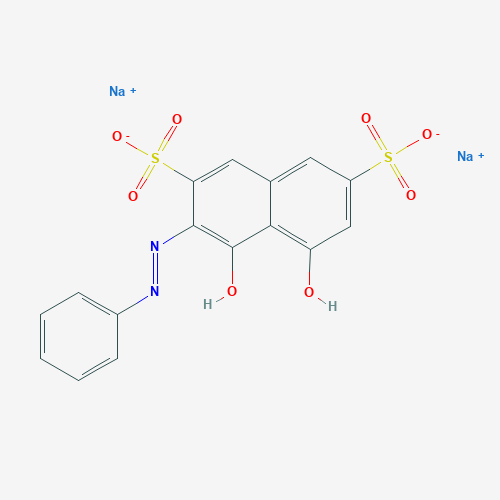 Na +
O O
O - O -
S S Na +
O O
N
N O O
H H